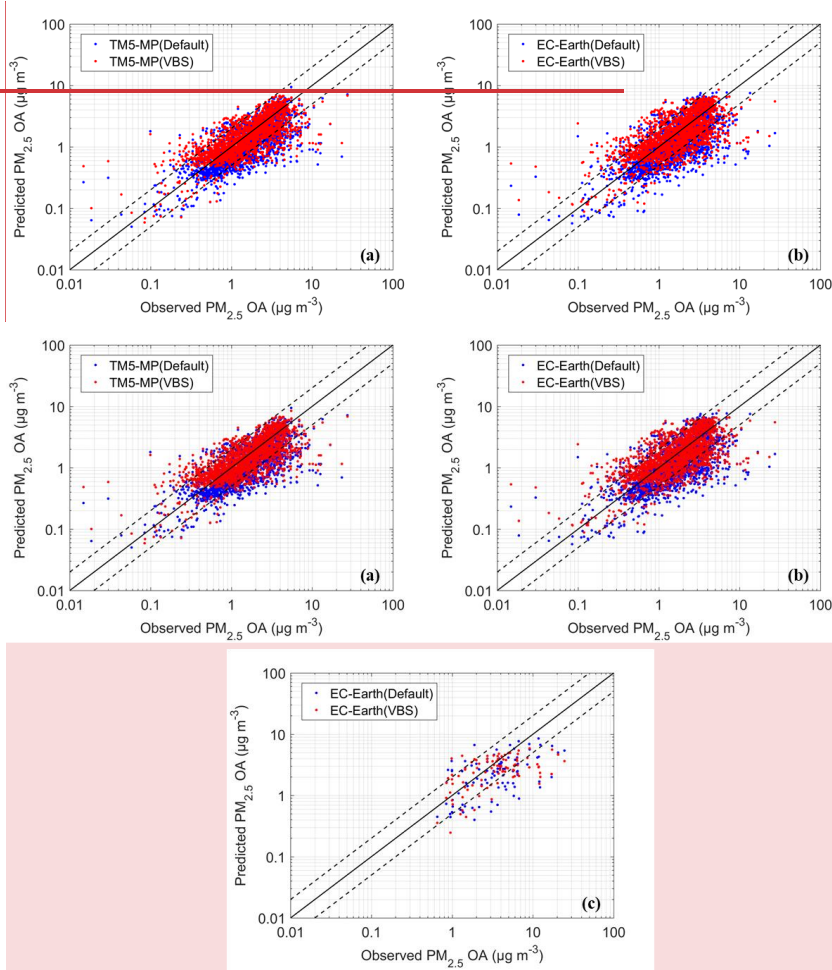 100
10
1
0.1
0.01
Predicted PM2.5 OA (µg m-3)
TM5-MP(Default)
TM5-MP(VBS)
(a)
0.01 0.1 1 10 100
Observed PM2.5 OA (µg m-3)
100
10
1
0.1
0.01
Predicted PM2.5 OA (µg m-3)
EC-Earth(Default)
EC-Earth(VBS)
(b)
0.01 0.1 1 10 100
Observed PM2.5 OA (µg m-3)
100
10
1
0.1
0.01
Predicted PM2.5 OA (µg m-3)
TM5-MP(Default)
TM5-MP(VBS)
(a)
0.01 0.1 1 10 100
Observed PM2.5 OA (µg m-3)
100
10
1
0.1
0.01
Predicted PM2.5 OA (µg m-3)
EC-Earth(Default)
EC-Earth(VBS)
(b)
0.01 0.1 1 10 100
Observed PM2.5 OA (µg m-3)
100
10
1
0.1
0.01
Predicted PM2.5 OA (µg m-3)
EC-Earth(Default)
EC-Earth(VBS)
(c)
0.01 0.1 1 10 100
Observed PM2.5 OA (µg m-3)